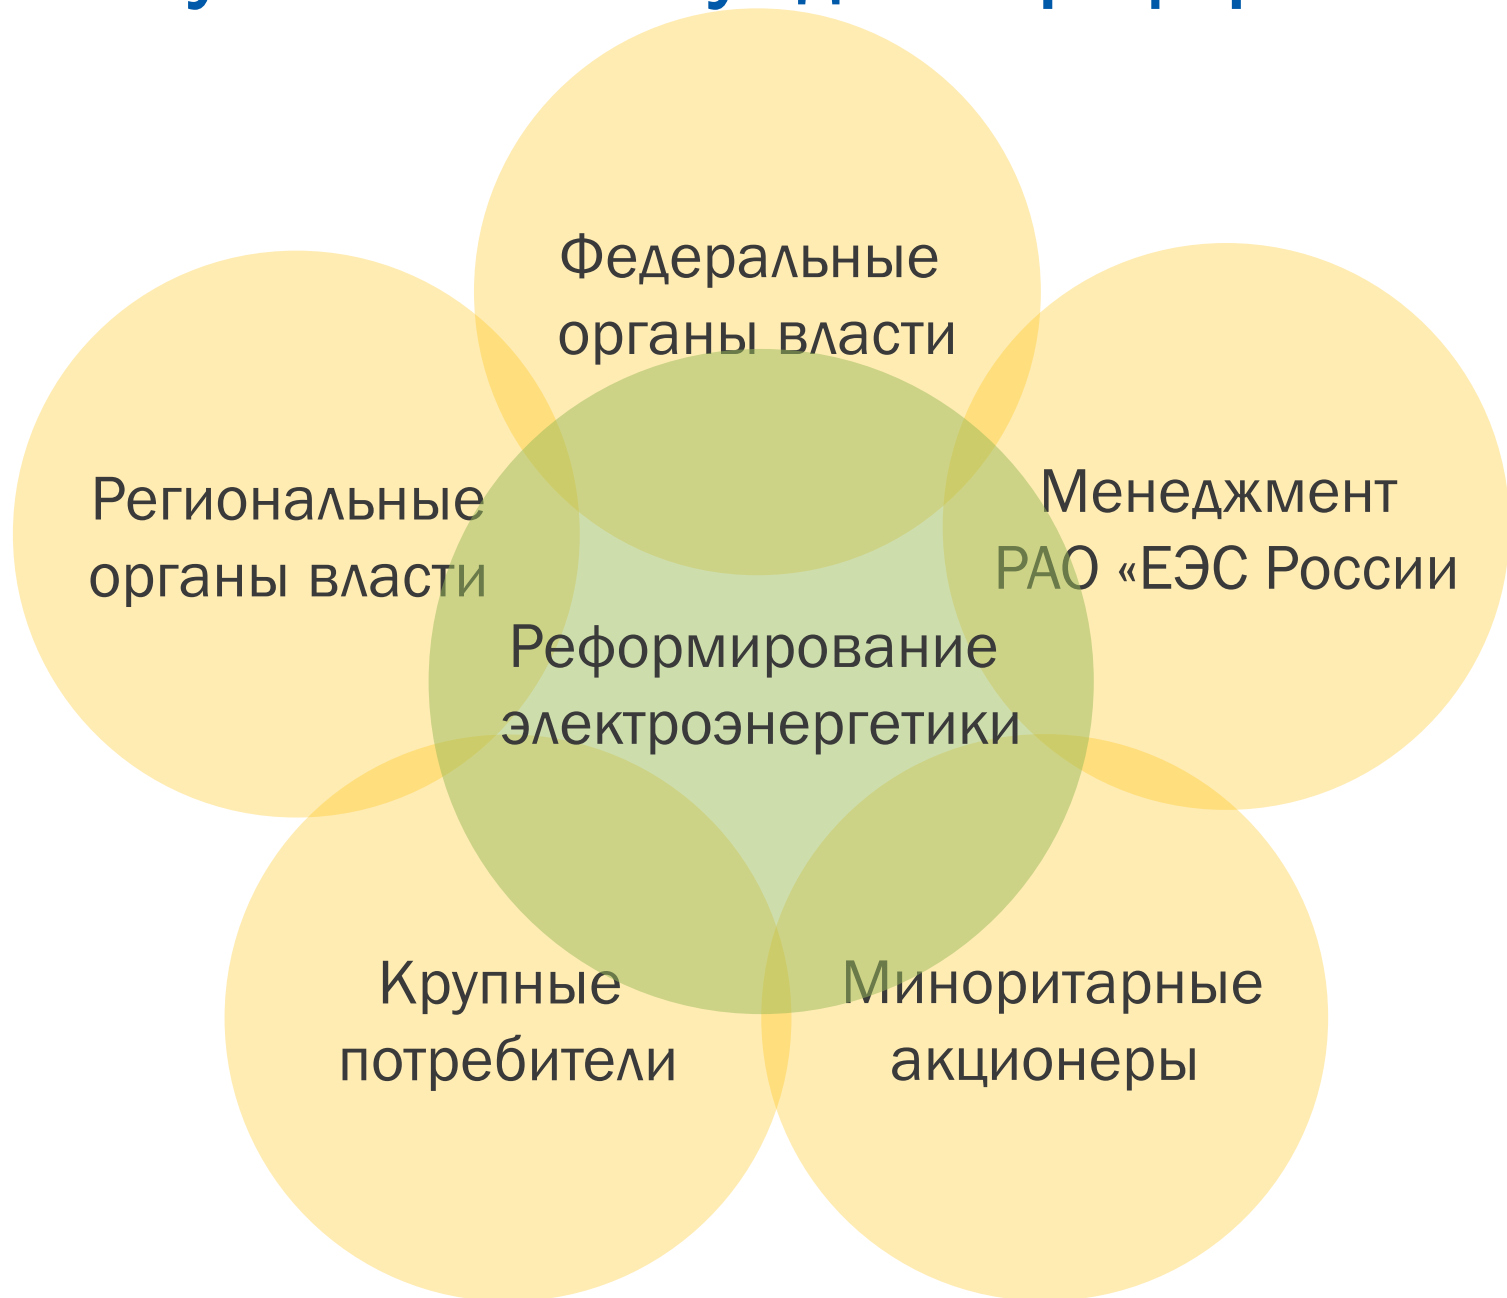 Федеральные
органы власти
Региональные
органы власти
Менеджмент
РАО «ЕЭС России
Реформирование
электроэнергетики
Крупные
потребители
Миноритарные
акционеры